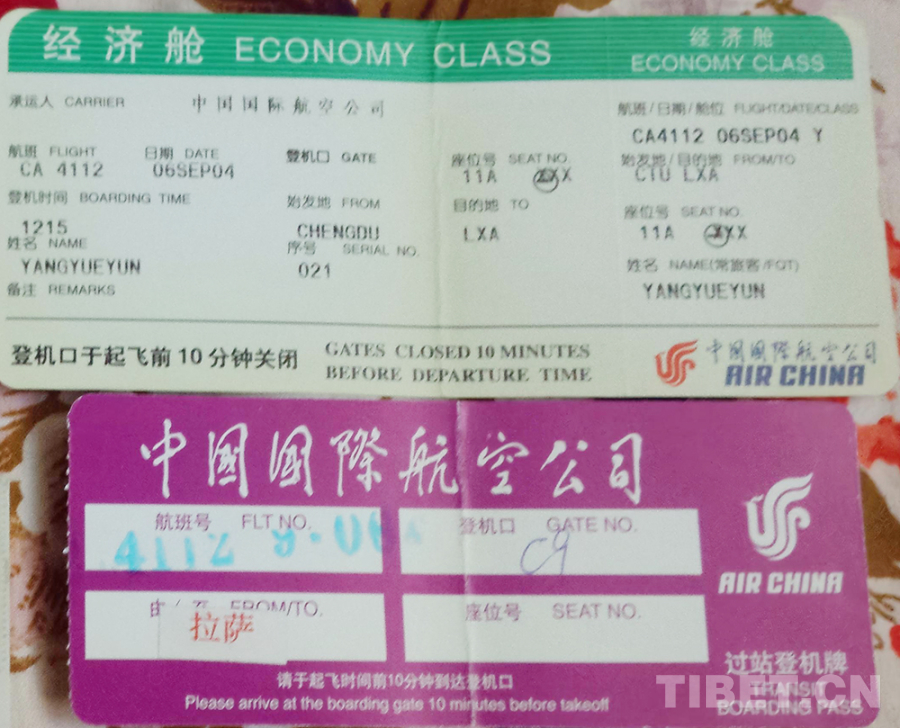 经济舱 ECONOMY CLASS
经济舱
ECONOMY CLASS
承运人 CARRIER 中国国际航空公司
航班/日期/舱位 FLIGHT/DATE/CLASS
CA4112 06SEP04 Y
航班 FLIGHT 日期 DATE 登机口 GATE 座位号 SEAT NO.
CA 4112 06SEP04 11A XXX
始发地/目的地 FROM/TO
CTU LXA
登机时间 BOARDING TIME 始发地 FROM 目的地 TO
1215 CHENGDU LXA
座位号 SEAT NO.
11A XXX
姓名 NAME 序号 SERIAL NO.
YANGYUEYUN 021
姓名 NAME(常旅客/FQT)
YANGYUEYUN
备注 REMARKS
登机口于起飞前10分钟关闭 GATES CLOSED 10 MINUTES
BEFORE DEPARTURE TIME
中国国际航空公司
AIR CHINA
中国国际航空公司
航班号 FLT NO. 登机口 GATE NO.
4112 C9
AIR CHINA
FROM/TO. 座位号 SEAT NO.
拉萨
请于起飞时间前10分钟到达登机口
Please arrive at the boarding gate 10 minutes before takeoff
过站登机牌
TRANSIT
BOARDING PASS
TIBET.CN